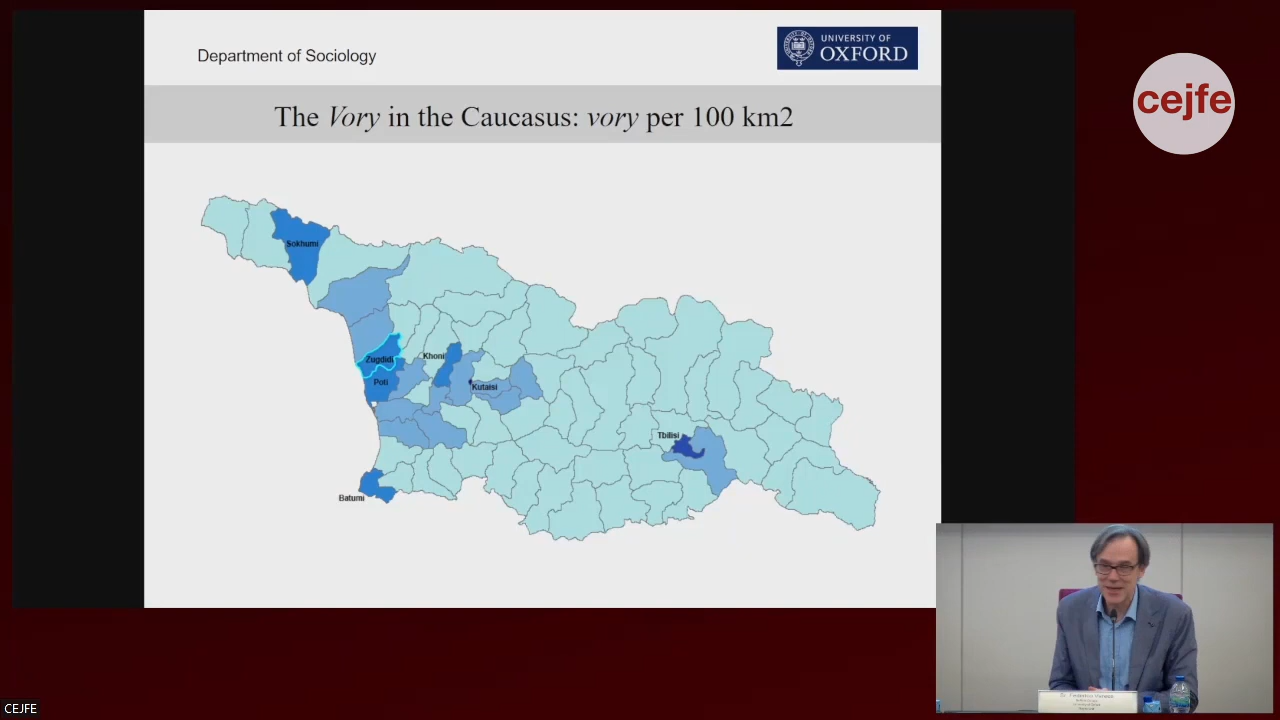 Department of Sociology
UNIVERSITY OF
OXFORD
The Vory in the Caucasus: vory per 100 km2
cejfe
Sokhumi
Zugdidi
Khoni
Poti
Kutaisi
Tbilisi
Batumi
CEJFE